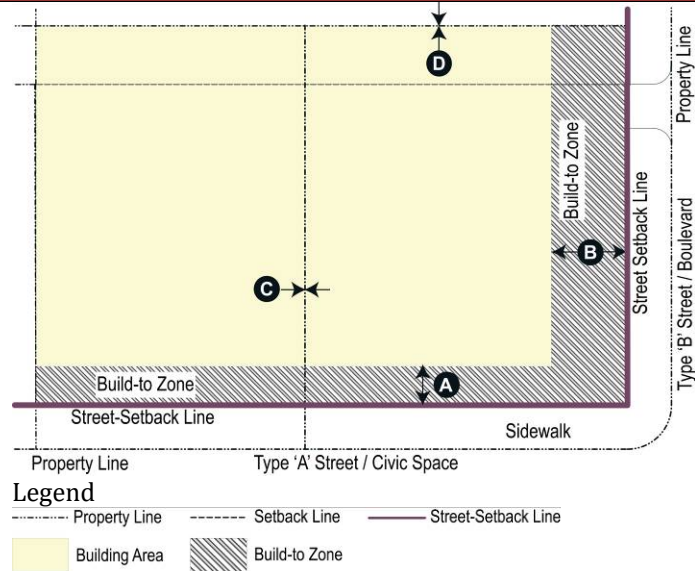 D
Property Line
Build-to Zone
Street Setback Line
B
C
Type 'B' Street / Boulevard
Build-to Zone
A
Street-Setback Line
Sidewalk
Property Line
Type 'A' Street / Civic Space
Legend
Property Line
Setback Line
Street-Setback Line
Building Area
Build-to Zone